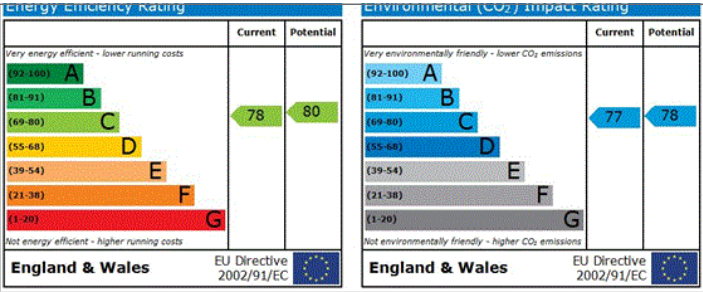 Energy Efficiency Rating
Current Potential
Very energy efficient - lower running costs
(92-100) A
(81-91) B
(69-80) C
78 80
(55-68) D
(39-54) E
(21-38) F
(1-20) G
Not energy efficient - higher running costs
England & Wales
EU Directive
2002/91/EC
Environmental (CO₂) Impact Rating
Current Potential
Very environmentally friendly - lower CO₂ emissions
(92-100) A
(81-91) B
(69-80) C
77 78
(55-68) D
(39-54) E
(21-38) F
(1-20) G
Not environmentally friendly - higher CO₂ emissions
England & Wales
EU Directive
2002/91/EC